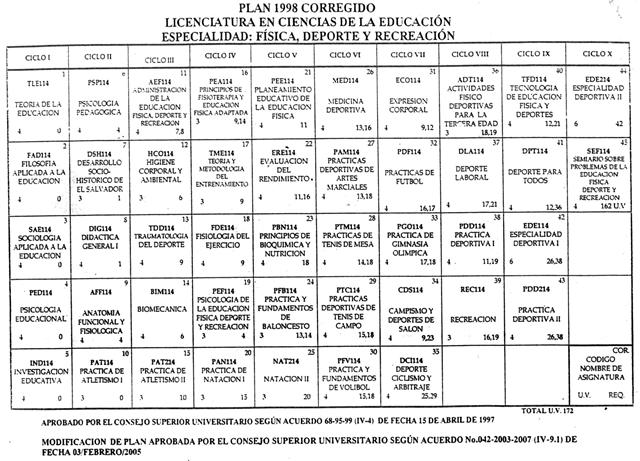 PLAN 1998 CORREGIDO
LICENCIATURA EN CIENCIAS DE LA EDUCACIÓN
ESPECIALIDAD: FÍSICA, DEPORTE Y RECREACIÓN
CICLO I CICLO II CICLO III CICLO IV CICLO V CICLO VI CICLO VII CICLO VIII CICLO IX CICLO X
1
TLE114
TEORIA DE LA
EDUCACION
4 0
6
PSP114
PSICOLOGIA
PEDAGOGICA
4 4
11
AEF114
ADMINISTRACION
DE LA
EDUCACION
FISICA, DEPORTE Y
RECREACION
4 7,8
16
PEA114
PRINCIPIOS DE
FISIOTERAPIA Y
EDUCACION
FISICA ADAPTADA
3 9,14
21
PEE114
PLANEAMIENTO
EDUCATIVO DE
LA EDUCACION
FISICA
4 11
26
MED114
MEDICINA
DEPORTIVA
4 13,16
31
ECO114
EXPRESION
CORPORAL
4 9,12
36
ADT114
ACTIVIDADES
FISICO
DEPORTIVAS
PARA LA
TERCERA EDAD
3 18,19
40
TFD114
TECNOLOGIA
DE EDUCACION
FISICA Y
DEPORTES
4 12,21
44
EDE214
ESPECIALIDAD
DEPORTIVA II
6 42
2
FAD114
FILOSOFIA
APLICADA A LA
EDUCACION
4 0
7
DSH114
DESARROLLO
SOCIO-
HISTORICO DE
EL SALVADOR
3 1
12
HCO114
HIGIENE
CORPORAL Y
AMBIENTAL
3 6
17
TME114
TEORIA Y
METODOLOGIA
DEL
ENTRENAMIENTO
3 9
22
ERE114
EVALUACION
DEL
RENDIMIENTO
4 11,16
27
PAM114
PRACTICAS
DEPORTIVAS DE
ARTES
MARCIALES
4 13,18
32
PDF114
PRACTICAS
DE FUTBOL
4 16,17
37
DLA114
DEPORTE
LABORAL
4 17,21
41
DPT114
DEPORTE
PARA TODOS
4 12,36
45
SEF114
SEMIARIO SOBRE
PROBLEMAS DE LA
EDUCACION
FISICA
DEPORTE Y
RECREACION
4 162 U.V
3
SAE114
SOCIOLOGIA
APLICADA A LA
EDUCACION
4 0
8
DIG114
DIDACTICA
GENERAL I
4 1
13
TDD114
TRAUMATOLOGIA
DEL DEPORTE
4 9
18
FDE114
FISIOLOGIA DEL
EJERCICIO
4 9
23
PBN114
PRINCIPIOS DE
BIOQUIMICA Y
NUTRICION
4 18
28
PTM114
PRACTICAS DE
TENIS DE MESA
4 14,18
33
PGO114
PRACTICA DE
GIMNASIA
OLIMPICA
4 17,18
38
PDD114
PRACTICA
DEPORTIVA I
4 11,19
42
EDE114
ESPECIALIDAD
DEPORTIVA I
6 26,38
4
PED114
PSICOLOGIA
EDUCACIONAL
4 0
9
AFF114
ANATOMIA
FUNCIONAL Y
FISIOLOGICA
4 4
14
BIM114
BIOMECANICA
4 6
19
PEF114
PSICOLOGIA DE
LA EDUCACION
FISICA DEPORTE
Y RECREACION
3 4
24
PFB114
PRACTICA Y
FUNDAMENTOS
DE
BALONCESTO
3 13,14
29
PTC114
PRACTICAS
DEPORTIVAS DE
TENIS DE
CAMPO
4 15,18
34
CDS114
CAMPISMO Y
DEPORTES DE
SALON
4 9,23
39
REC114
RECREACION
3 16,19
43
PDD214
PRACTICA
DEPORTIVA II
4 26,38
5
IND114
INVESTIGACION
EDUCATIVA
4 0
10
PAT114
PRACTICA DE
ATLETISMO I
3 0
15
PAT214
PRACTICA DE
ATLETISMO II
3 10
20
PAN114
PRACTICA DE
NATACION I
3 15
25
NAT214
NATACION II
3 20
30
PFV114
PRACTICA Y
FUNDAMENTOS
DE VOLIBOL
4 15,18
35
DCI114
DEPORTE
CICLISMO Y
ARBITRAJE
4 25,29
COR.
CODIGO
NOMBRE DE
ASIGNATURA
U.V. REQ.
TOTAL U.V. 172
APROBADO POR EL CONSEJO SUPERIOR UNIVERSITARIO SEGÚN ACUERDO 68-95-99 (IV-4) DE FECHA 15 DE ABRIL DE 1997
MODIFICACION DE PLAN APROBADA POR EL CONSEJO SUPERIOR UNIVERSITARIO SEGÚN ACUERDO No.042-2003-2007 (IV-9.1) DE
FECHA 03/FEBRERO/2005